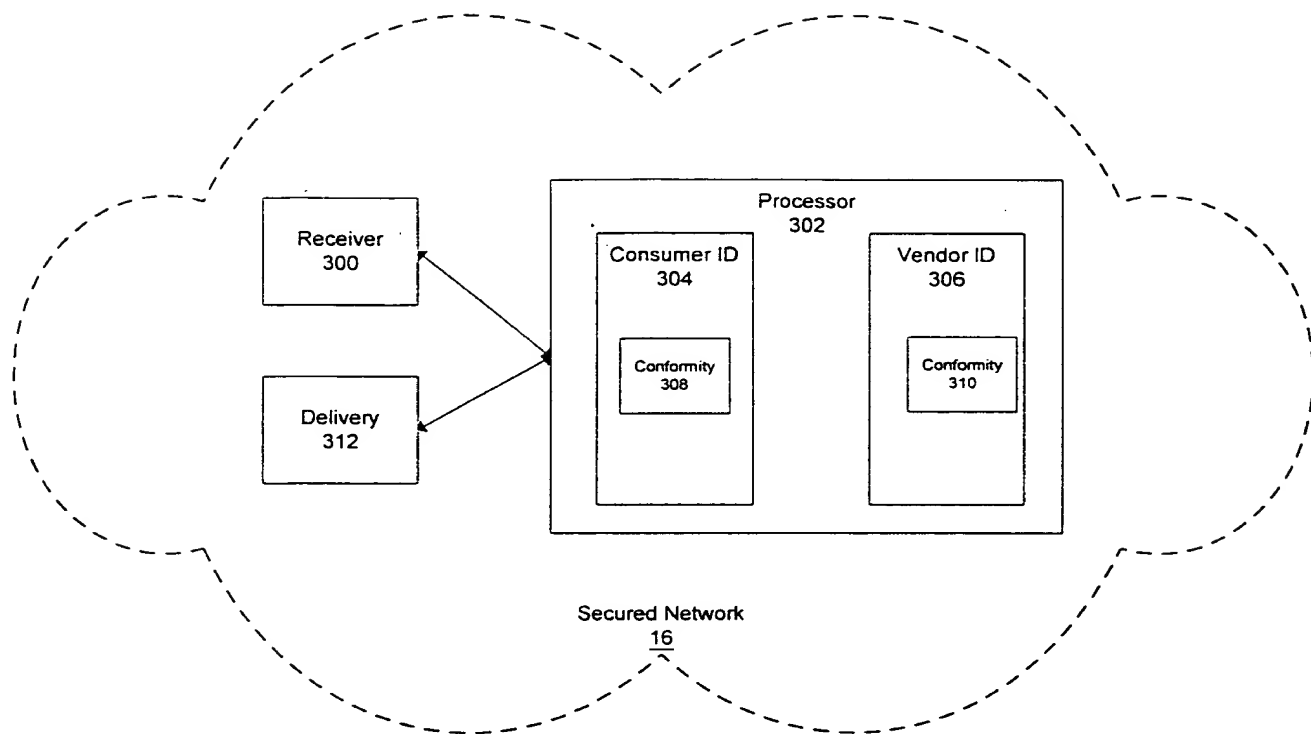 Processor
302
Receiver
300
Consumer ID
304
Vendor ID
306
Conformity
308
Conformity
310
Delivery
312
Secured Network
16